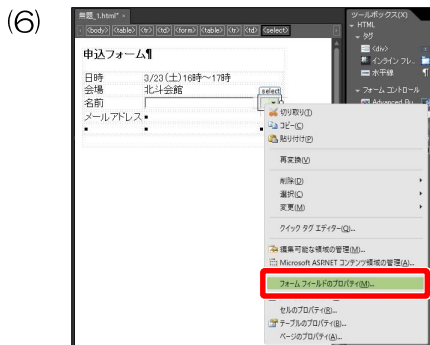 (6)
無題_1.html* ×
ツールボックス(X)
<body> <table> <tr> <td> <form> <table> <tr> <td> <select>
HTML
タグ
<div>
インライン フレ...
水平線
フォーム コントロール
Advanced Bu...
申込フォーム¶
日時 3/23(土)16時～17時
会場 北斗会館
名前
select
メールアドレス
切り取り(T)
コピー(C)
貼り付け(P)
再変換(V)
削除(D)
選択(C)
変更(M)
クイック タグ エディター(Q)...
編集可能な領域の管理(M)...
Microsoft ASP.NET コンテンツ領域の管理(A)...
フォーム フィールドのプロパティ(M)...
セルのプロパティ(R)...
テーブルのプロパティ(B)...
ページのプロパティ(A)...